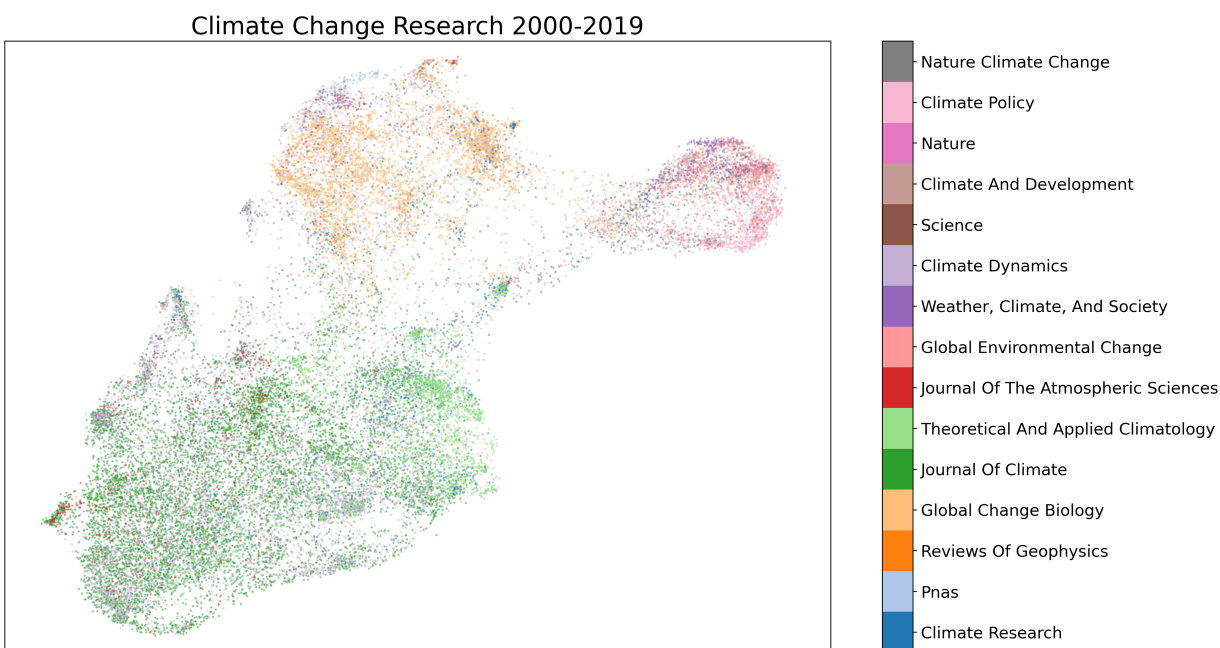 Climate Change Research 2000-2019
Nature Climate Change
Climate Policy
Nature
Climate And Development
Science
Climate Dynamics
Weather, Climate, And Society
Global Environmental Change
Journal Of The Atmospheric Sciences
Theoretical And Applied Climatology
Journal Of Climate
Global Change Biology
Reviews Of Geophysics
Pnas
Climate Research